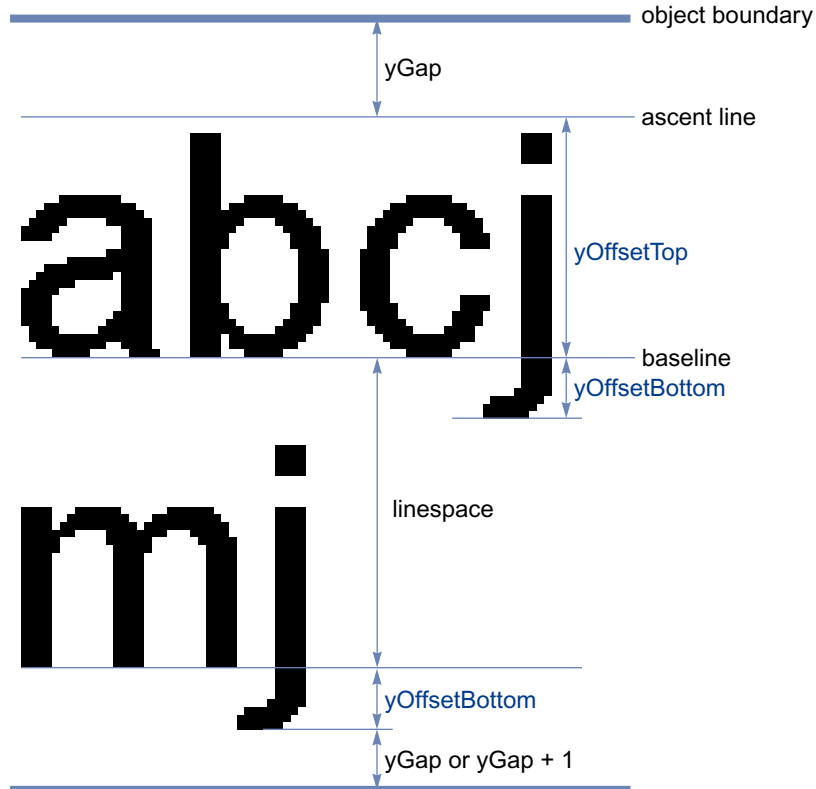 object boundary
yGap
ascent line
abcj
yOffsetTop
baseline
yOffsetBottom
linespace
mj
yOffsetBottom
yGap or yGap + 1